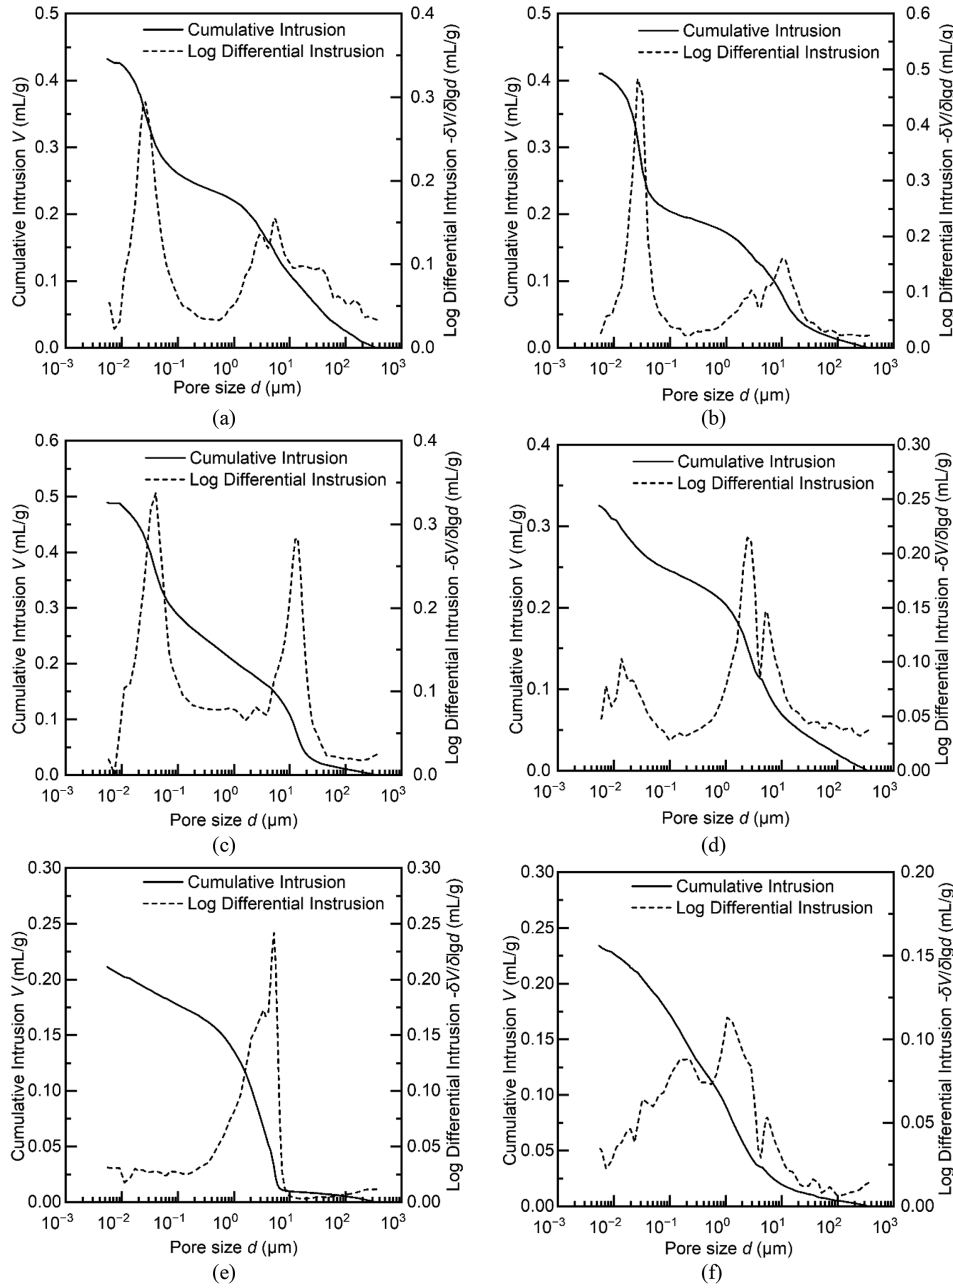 Cumulative Intrusion
Log Differential Instrusion
Cumulative Intrusion V (mL/g)
0.5
0.4
0.3
0.2
0.1
0.0
Log Differential Intrusion -δV/δlgd (mL/g)
0.4
0.3
0.2
0.1
0.0
10⁻³ 10⁻² 10⁻¹ 10⁰ 10¹ 10² 10³
Pore size d (µm)
(a)
Cumulative Intrusion
Log Differential Instrusion
Cumulative Intrusion V (mL/g)
0.5
0.4
0.3
0.2
0.1
0.0
Log Differential Intrusion -δV/δlgd (mL/g)
0.6
0.5
0.4
0.3
0.2
0.1
0.0
10⁻³ 10⁻² 10⁻¹ 10⁰ 10¹ 10² 10³
Pore size d (µm)
(b)
Cumulative Intrusion
Log Differential Instrusion
Cumulative Intrusion V (mL/g)
0.6
0.5
0.4
0.3
0.2
0.1
0.0
Log Differential Intrusion -δV/δlgd (mL/g)
0.4
0.3
0.2
0.1
0.0
10⁻³ 10⁻² 10⁻¹ 10⁰ 10¹ 10² 10³
Pore size d (µm)
(c)
Cumulative Intrusion
Log Differential Instrusion
Cumulative Intrusion V (mL/g)
0.4
0.3
0.2
0.1
0.0
Log Differential Intrusion -δV/δlgd (mL/g)
0.30
0.25
0.20
0.15
0.10
0.05
0.00
10⁻³ 10⁻² 10⁻¹ 10⁰ 10¹ 10² 10³
Pore size d (µm)
(d)
Cumulative Intrusion
Log Differential Instrusion
Cumulative Intrusion V (mL/g)
0.30
0.25
0.20
0.15
0.10
0.05
0.00
Log Differential Intrusion -δV/δlgd (mL/g)
0.30
0.25
0.20
0.15
0.10
0.05
0.00
10⁻³ 10⁻² 10⁻¹ 10⁰ 10¹ 10² 10³
Pore size d (µm)
(e)
Cumulative Intrusion
Log Differential Instrusion
Cumulative Intrusion V (mL/g)
0.30
0.25
0.20
0.15
0.10
0.05
0.00
Log Differential Intrusion -δV/δlgd (mL/g)
0.20
0.15
0.10
0.05
0.00
10⁻³ 10⁻² 10⁻¹ 10⁰ 10¹ 10² 10³
Pore size d (µm)
(f)